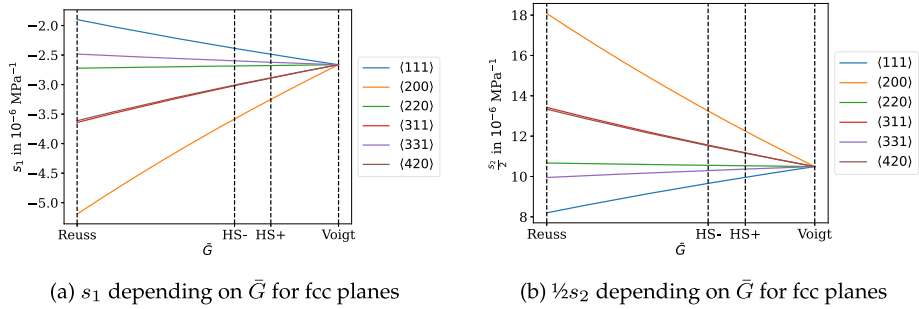 s₁ in 10⁻⁶ MPa⁻¹
−2.0
−2.5
−3.0
−3.5
−4.0
−4.5
−5.0
Reuss
HS-
HS+
Voigt
Ḡ
⟨111⟩
⟨200⟩
⟨220⟩
⟨311⟩
⟨331⟩
⟨420⟩
(a) s₁ depending on Ḡ for fcc planes
s₂/2 in 10⁻⁶ MPa⁻¹
18
16
14
12
10
8
Reuss
HS-
HS+
Voigt
Ḡ
⟨111⟩
⟨200⟩
⟨220⟩
⟨311⟩
⟨331⟩
⟨420⟩
(b) ½s₂ depending on Ḡ for fcc planes